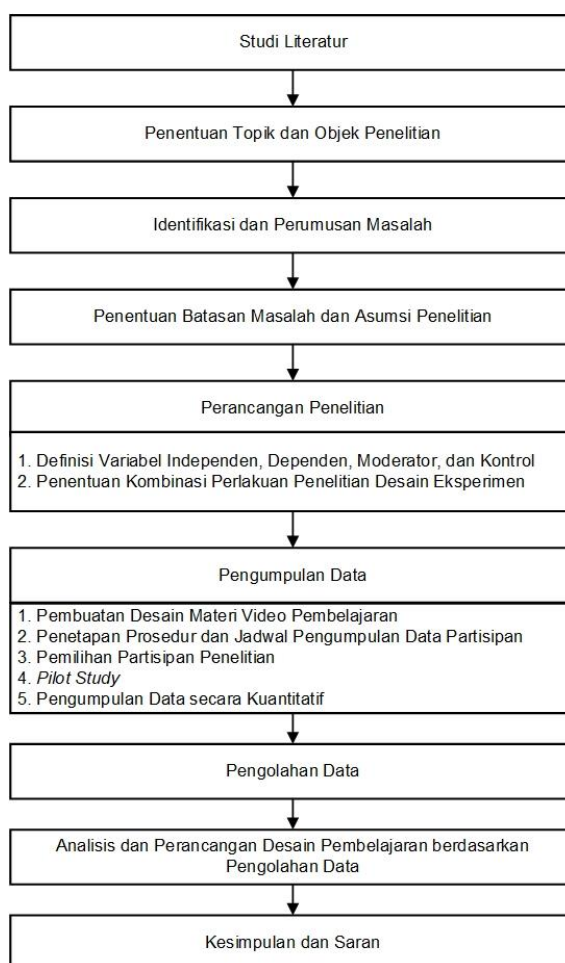 Studi Literatur
Penentuan Topik dan Objek Penelitian
Identifikasi dan Perumusan Masalah
Penentuan Batasan Masalah dan Asumsi Penelitian
Perancangan Penelitian
1. Definisi Variabel Independen, Dependen, Moderator, dan Kontrol
2. Penentuan Kombinasi Perlakuan Penelitian Desain Eksperimen
Pengumpulan Data
1. Pembuatan Desain Materi Video Pembelajaran
2. Penetapan Prosedur dan Jadwal Pengumpulan Data Partisipan
3. Pemilihan Partisipan Penelitian
4. Pilot Study
5. Pengumpulan Data secara Kuantitatif
Pengolahan Data
Analisis dan Perancangan Desain Pembelajaran berdasarkan
Pengolahan Data
Kesimpulan dan Saran